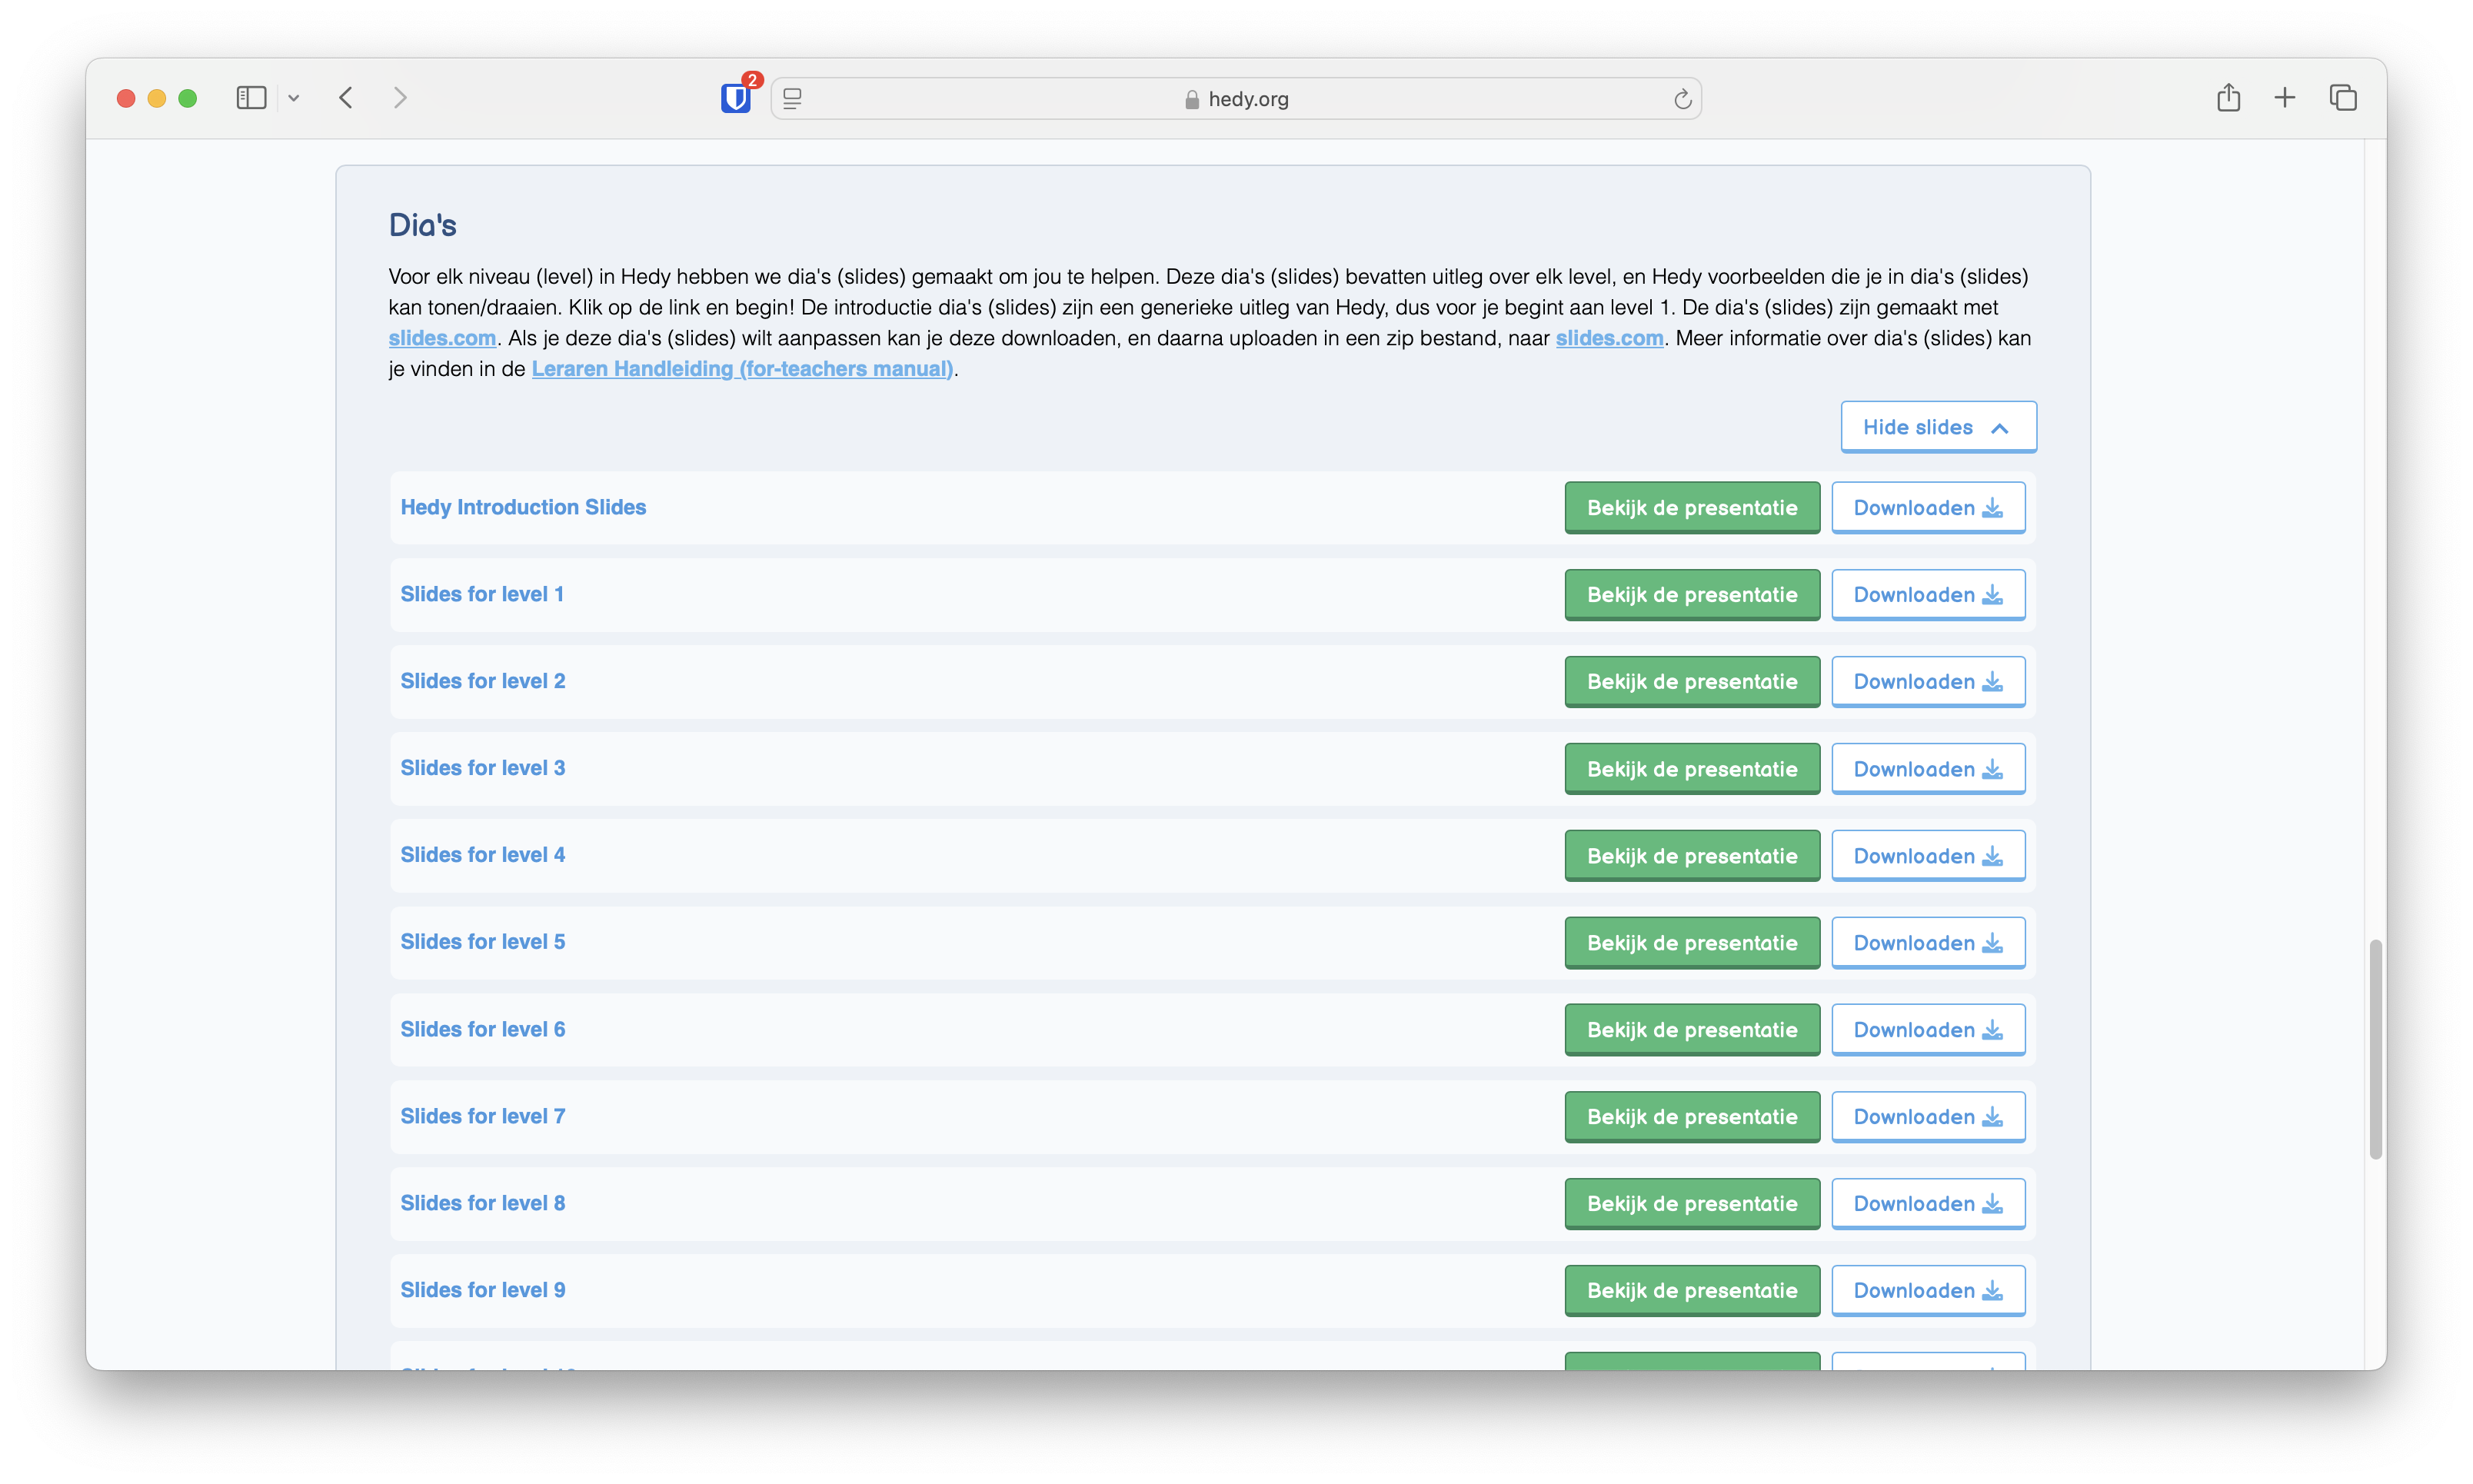 2
hedy.org
Dia's
Voor elk niveau (level) in Hedy hebben we dia's (slides) gemaakt om jou te helpen. Deze dia's (slides) bevatten uitleg over elk level, en Hedy voorbeelden die je in dia's (slides)
kan tonen/draaien. Klik op de link en begin! De introductie dia's (slides) zijn een generieke uitleg van Hedy, dus voor je begint aan level 1. De dia's (slides) zijn gemaakt met
slides.com. Als je deze dia's (slides) wilt aanpassen kan je deze downloaden, en daarna uploaden in een zip bestand, naar slides.com. Meer informatie over dia's (slides) kan
je vinden in de Leraren Handleiding (for-teachers manual).
Hide slides
Hedy Introduction Slides Bekijk de presentatie Downloaden
Slides for level 1 Bekijk de presentatie Downloaden
Slides for level 2 Bekijk de presentatie Downloaden
Slides for level 3 Bekijk de presentatie Downloaden
Slides for level 4 Bekijk de presentatie Downloaden
Slides for level 5 Bekijk de presentatie Downloaden
Slides for level 6 Bekijk de presentatie Downloaden
Slides for level 7 Bekijk de presentatie Downloaden
Slides for level 8 Bekijk de presentatie Downloaden
Slides for level 9 Bekijk de presentatie Downloaden